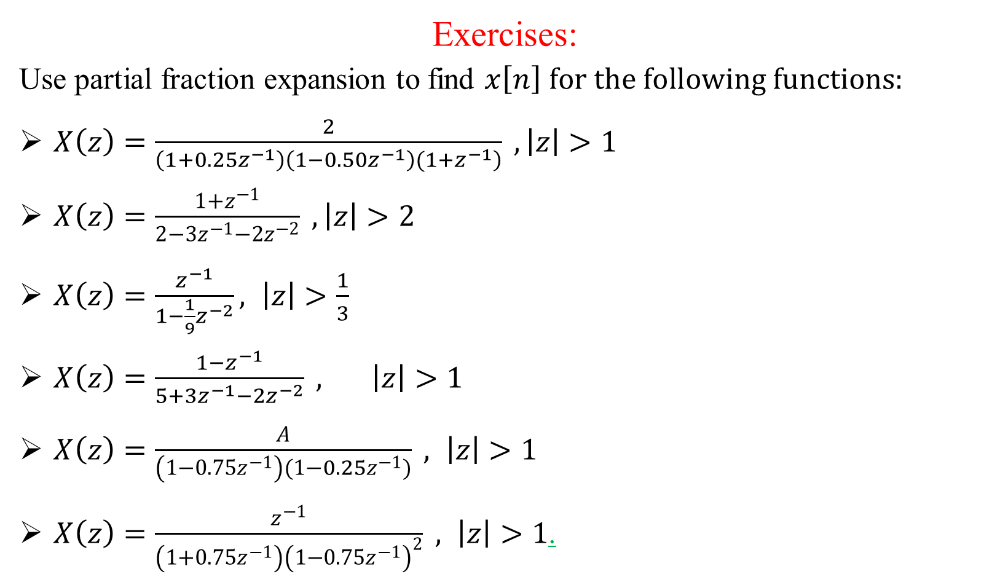 Exercises:
Use partial fraction expansion to find x[n] for the following functions:
➢ X(z) = \frac{2}{(1+0.25z^{-1})(1-0.50z^{-1})(1+z^{-1})} , |z| > 1
➢ X(z) = \frac{1+z^{-1}}{2-3z^{-1}-2z^{-2}} , |z| > 2
➢ X(z) = \frac{z^{-1}}{1-\frac{1}{9}z^{-2}}, |z| > \frac{1}{3}
➢ X(z) = \frac{1-z^{-1}}{5+3z^{-1}-2z^{-2}} , |z| > 1
➢ X(z) = \frac{A}{(1-0.75z^{-1})(1-0.25z^{-1})} , |z| > 1
➢ X(z) = \frac{z^{-1}}{(1+0.75z^{-1})(1-0.75z^{-1})^2} , |z| > 1.